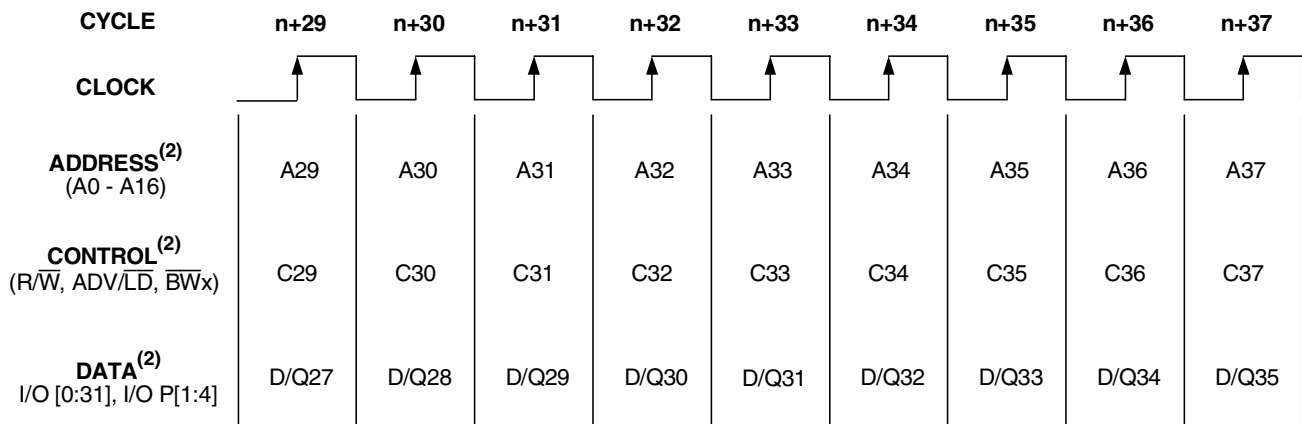 CYCLE n+29 n+30 n+31 n+32 n+33 n+34 n+35 n+36 n+37
CLOCK
ADDRESS(2)
(A0 - A16) A29 A30 A31 A32 A33 A34 A35 A36 A37
CONTROL(2)
(R/W̅, ADV/L̅D̅, B̅W̅x) C29 C30 C31 C32 C33 C34 C35 C36 C37
DATA(2)
I/O [0:31], I/O P[1:4] D/Q27 D/Q28 D/Q29 D/Q30 D/Q31 D/Q32 D/Q33 D/Q34 D/Q35